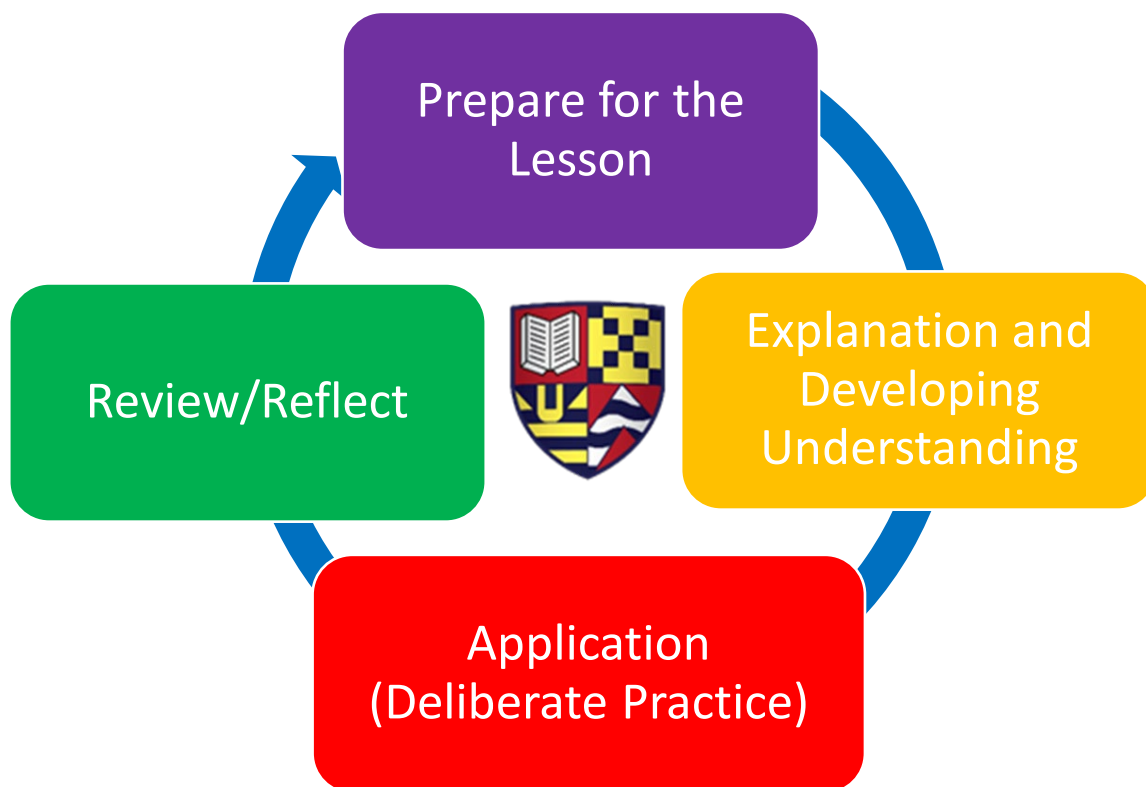 Prepare for the
Lesson
Explanation and
Developing
Understanding
Application
(Deliberate Practice)
Review/Reflect